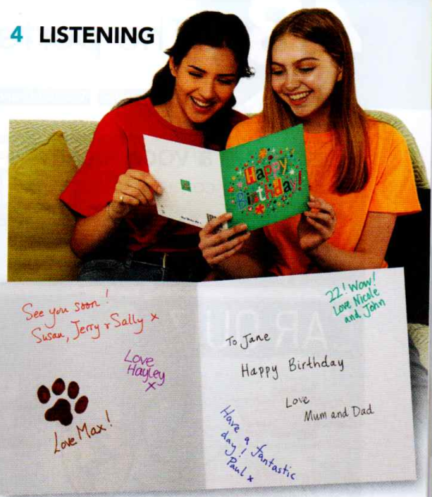 4 LISTENING
Happy
Birthday!
See you soon!
Susan, Jerry & Sally x
Love
Hayley
x
Love Max!
22! Wow!
Love Nicole
and John
To Jane
Happy Birthday
Love
Mum and Dad
Have a fantastic
day!
Paul x